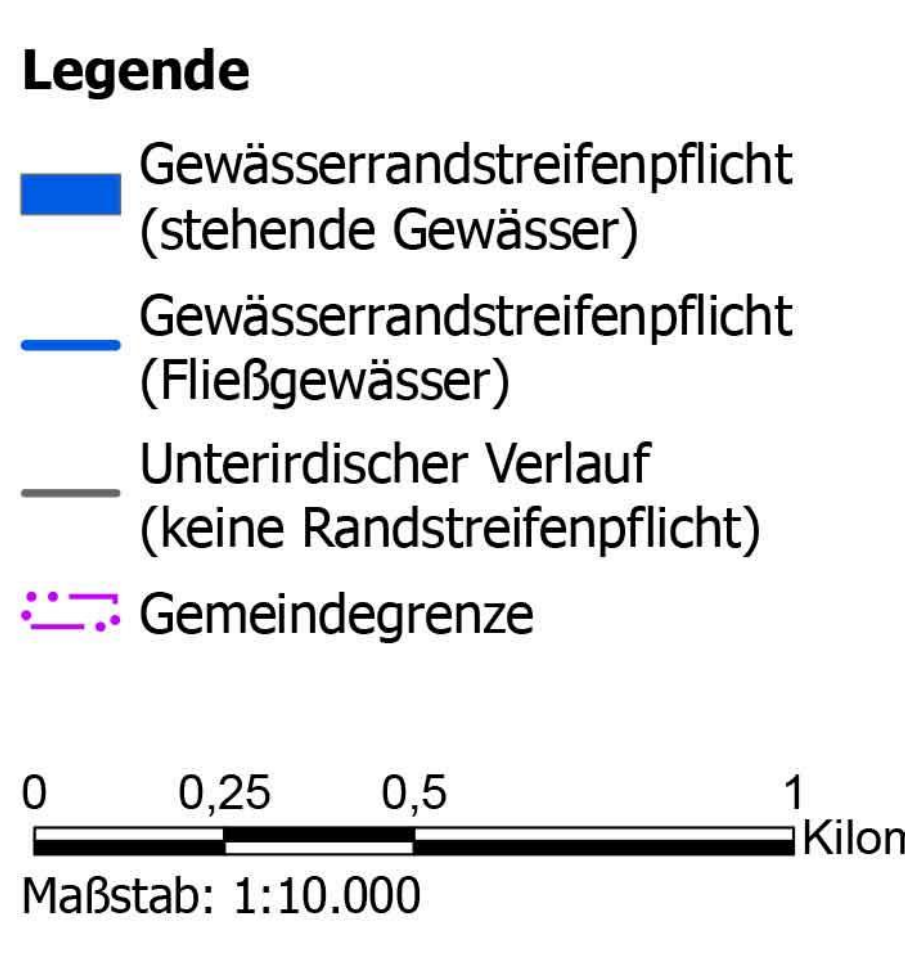 Legende
Gewässerrandstreifenpflicht
(stehende Gewässer)
Gewässerrandstreifenpflicht
(Fließgewässer)
Unterirdischer Verlauf
(keine Randstreifenpflicht)
Gemeindegrenze
0 0,25 0,5 1
Maßstab: 1:10.000